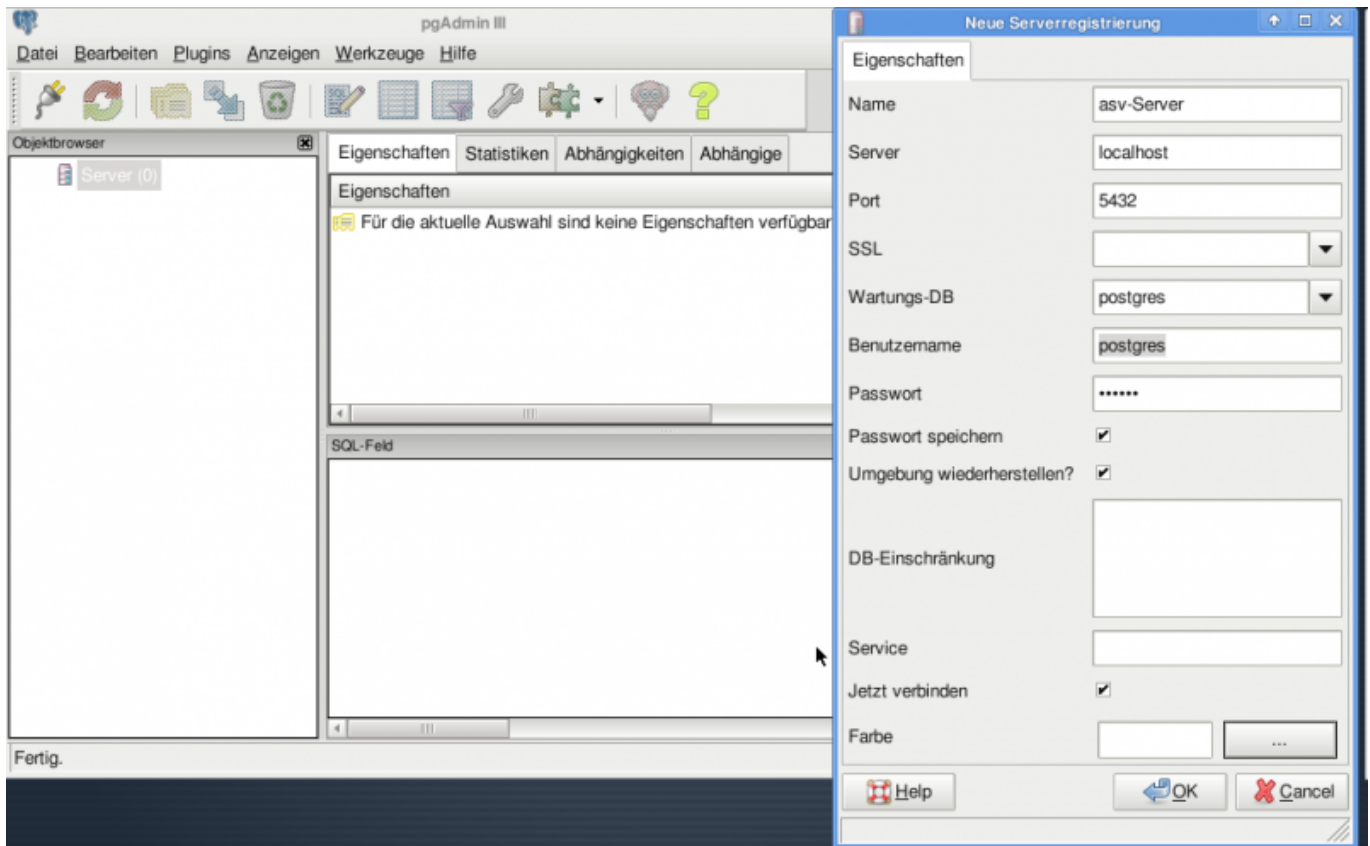 pgAdmin III
Datei Bearbeiten Plugins Anzeigen Werkzeuge Hilfe
Objektbrowser
Server (0)
Eigenschaften Statistiken Abhängigkeiten Abhängige
Eigenschaften
Für die aktuelle Auswahl sind keine Eigenschaften verfügbar
SQL-Feld
Fertig.
Neue Serverregistrierung
Eigenschaften
Name asv-Server
Server localhost
Port 5432
SSL
Wartungs-DB postgres
Benutzername postgres
Passwort ••••••
Passwort speichern
Umgebung wiederherstellen?
DB-Einschränkung
Service
Jetzt verbinden
Farbe ...
Help OK Cancel